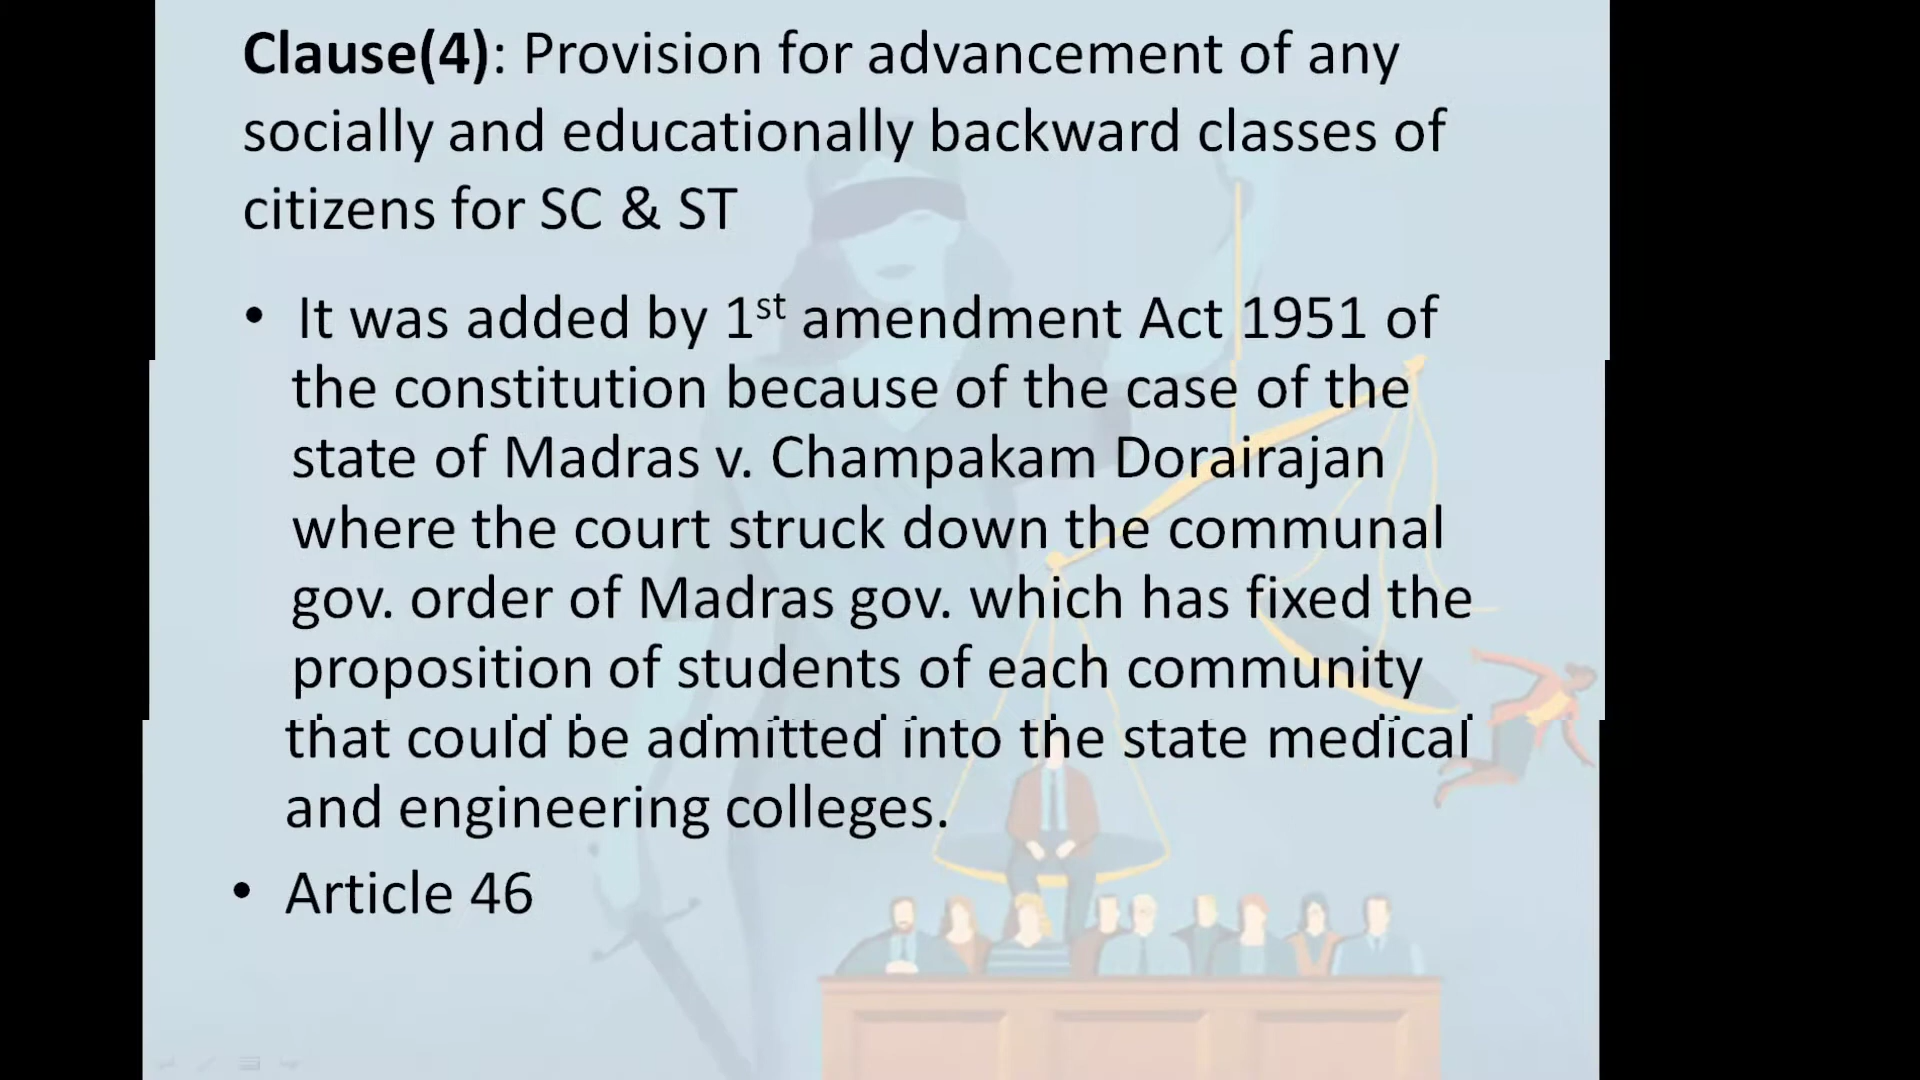 Clause(4): Provision for advancement of any
socially and educationally backward classes of
citizens for SC & ST
• It was added by 1st amendment Act 1951 of
the constitution because of the case of the
state of Madras v. Champakam Dorairajan
where the court struck down the communal
gov. order of Madras gov. which has fixed the
proposition of students of each community
that could be admitted into the state medical
and engineering colleges.
• Article 46